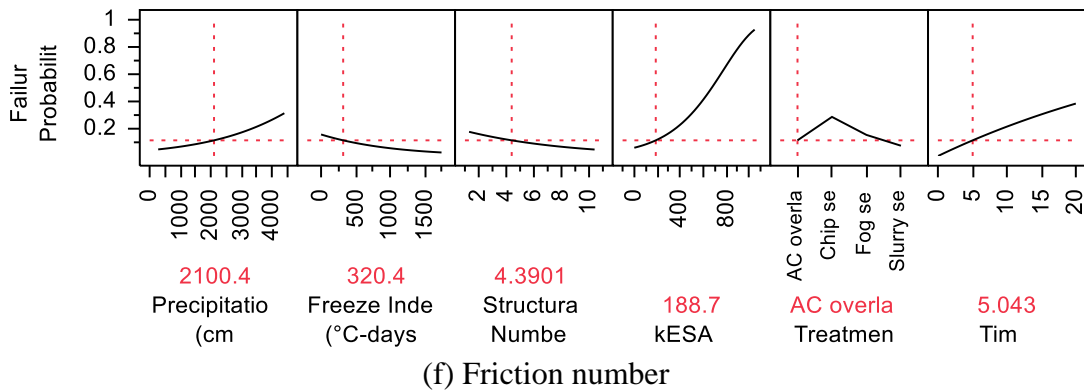 Failur
Probabilit
1
0.8
0.6
0.4
0.2
0 1000 2000 3000 4000
0 500 1000 1500
2 4 6 8 10
0 400 800
AC overla Chip se Fog se Slurry se
0 5 10 15 20
2100.4 320.4 4.3901 188.7 AC overla 5.043
Precipitatio Freeze Inde Structura kESA Treatmen Tim
(cm (°C-days Numbe
(f) Friction number